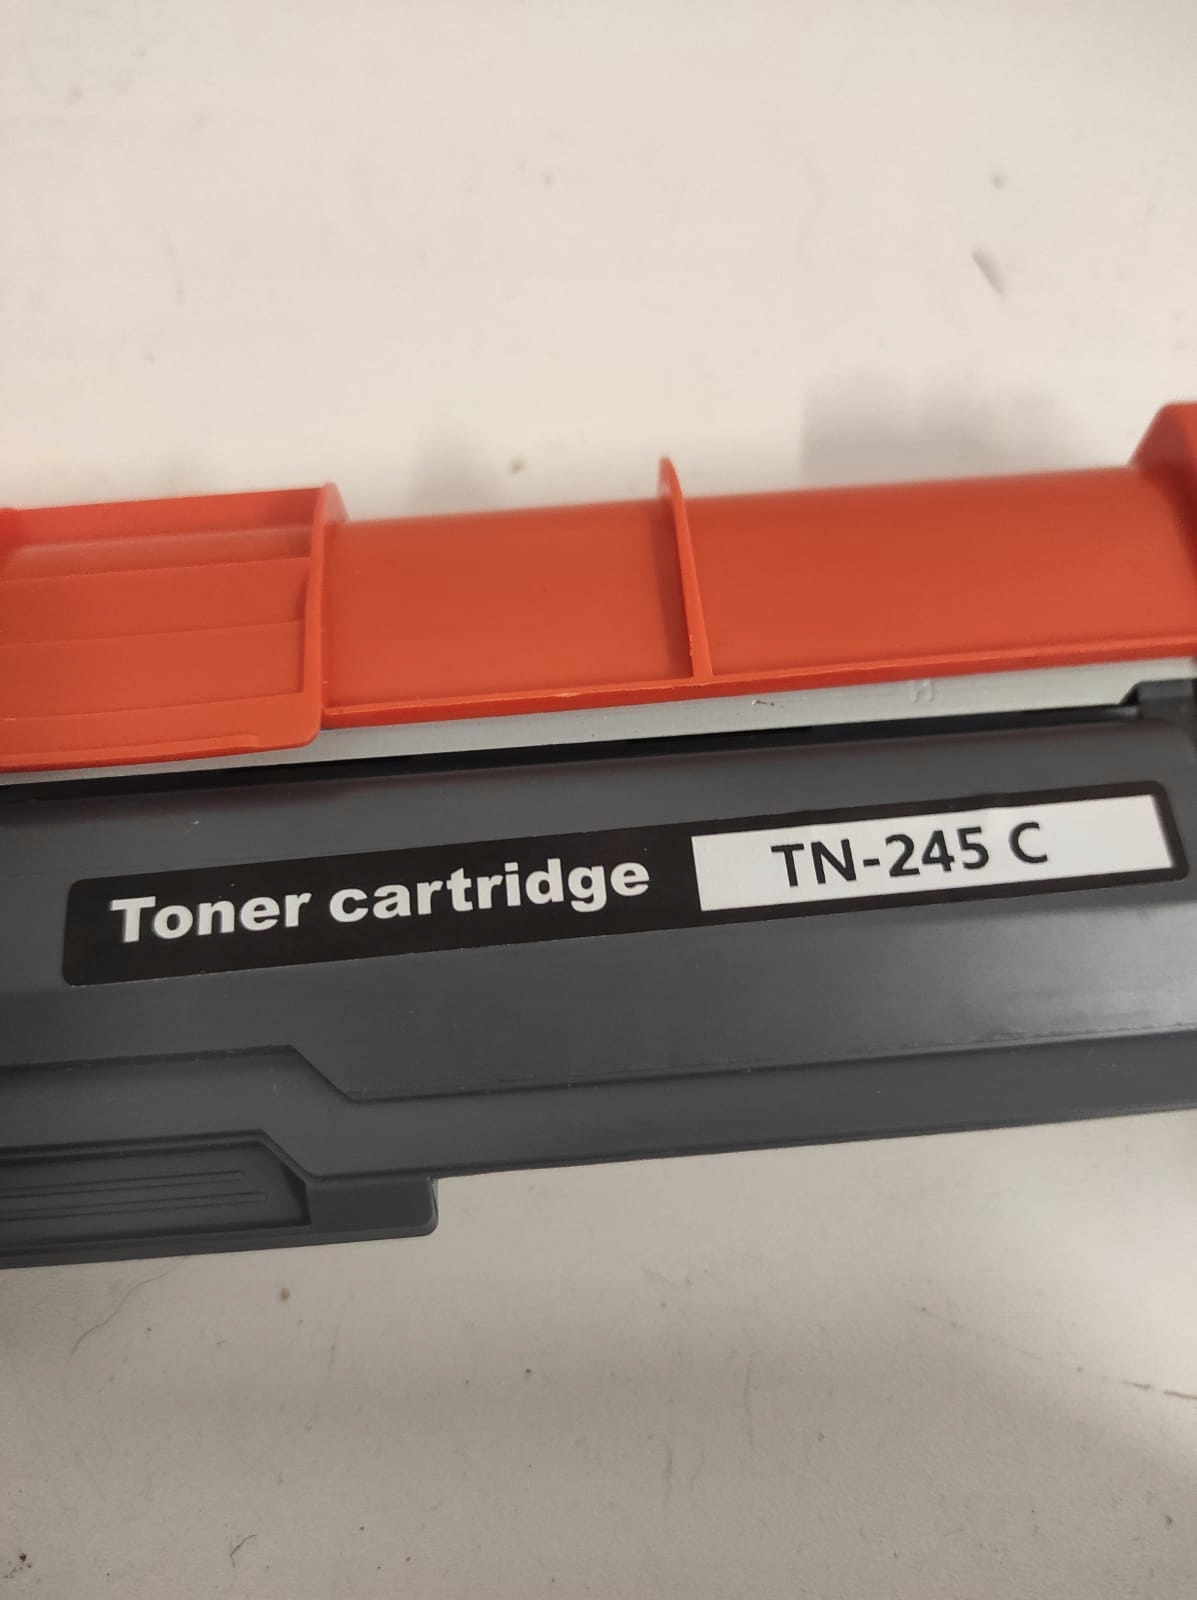 Toner cartridge TN-245 C
H